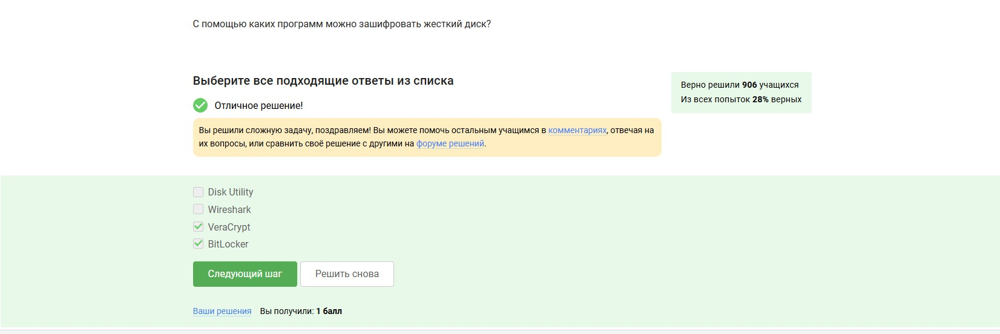 С помощью каких программ можно зашифровать жесткий диск?
Выберите все подходящие ответы из списка
Верно решили 906 учащихся
Из всех попыток 28% верных
Отличное решение!
Вы решили сложную задачу, поздравляем! Вы можете помочь остальным учащимся в комментариях, отвечая на
их вопросы, или сравнить своё решение с другими на форуме решений.
Disk Utility
Wireshark
VeraCrypt
BitLocker
Следующий шаг Решить снова
Ваши решения Вы получили: 1 балл